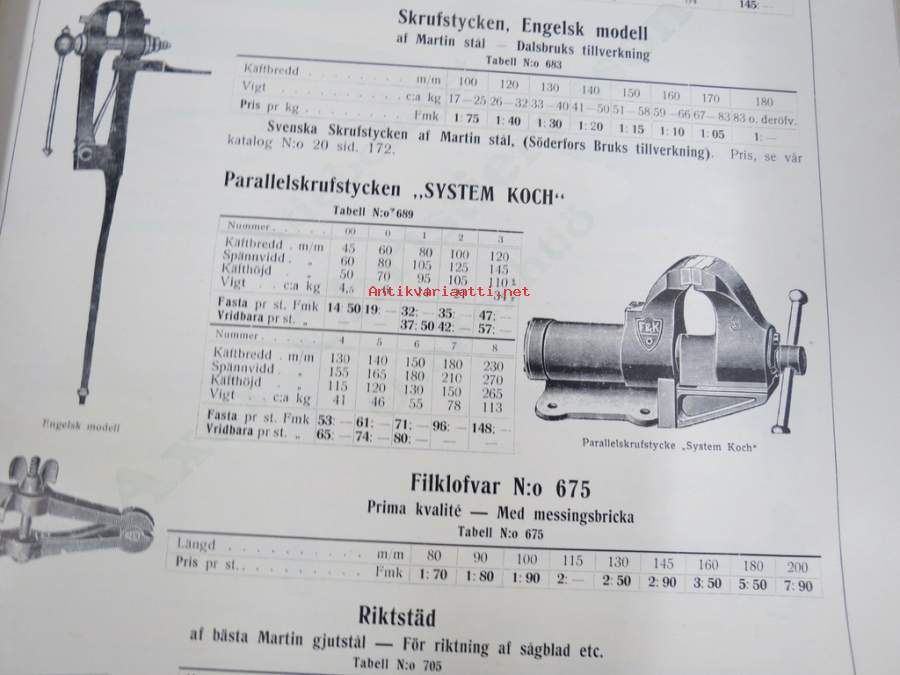 145: —
Skrufstycken, Engelsk modell
af Martin stål — Dalsbruks tillverkning
Tabell N:o 683
Käftbredd . . . . . . . . m/m 100 120 130 140 150 160 170 180
Vigt . . . . . . . . . . c:a kg 17—25 26—32 33—40 41—50 51—58 59—66 67—83 83 o. deröfv.
Pris pr kg . . . . . . . . Fmk 1: 75 1: 40 1: 30 1: 20 1: 15 1: 10 1: 05 1: —
Svenska Skrufstycken af Martin stål, (Söderfors Bruks tillverkning). Pris, se vår
katalog N:o 20 sid. 172.
Parallelskrufstycken „SYSTEM KOCH“
Tabell N:o 689
Nummer . . . . . 00 0 1 2 3
Käftbredd . m/m 45 60 80 100 120
Spännvidd . „ 60 80 105 125 145
Käfthöjd „ 50 70 95 105 110
Vigt . . c:a kg 4,5
Antikvariaatti.net
Fasta pr st. Fmk 14 50 19: — 32: — 35: — 47: —
Vridbara pr st. „ — — 37: 50 42: — 57: —
Nummer . . . . . 4 5 6 7 8
Käftbredd . m/m 130 140 150 180 230
Spännvidd . „ 155 165 180 210 270
Käfthöjd „ 115 120 130 150 265
Vigt . . c:a kg 41 46 55 78 113
Fasta pr st. Fmk 53: — 61: — 71: — 96: — 148: —
Vridbara pr st. „ 65: — 74: — 80: — — —
F&K
Engelsk modell
Parallelskrufstycke „System Koch“
Filklofvar N:o 675
Prima kvalité — Med messingsbricka
Tabell N:o 675
Längd . . . . . . . . . . m/m 80 90 100 115 130 145 160 180 200
Pris pr st. . . . . . . . . . Fmk 1: 70 1: 80 1: 90 2: — 2: 50 2: 90 3: 50 5: 50 7: 90
Riktstäd
af bästa Martin gjutstål — För riktning af sågblad etc.
Tabell N:o 705